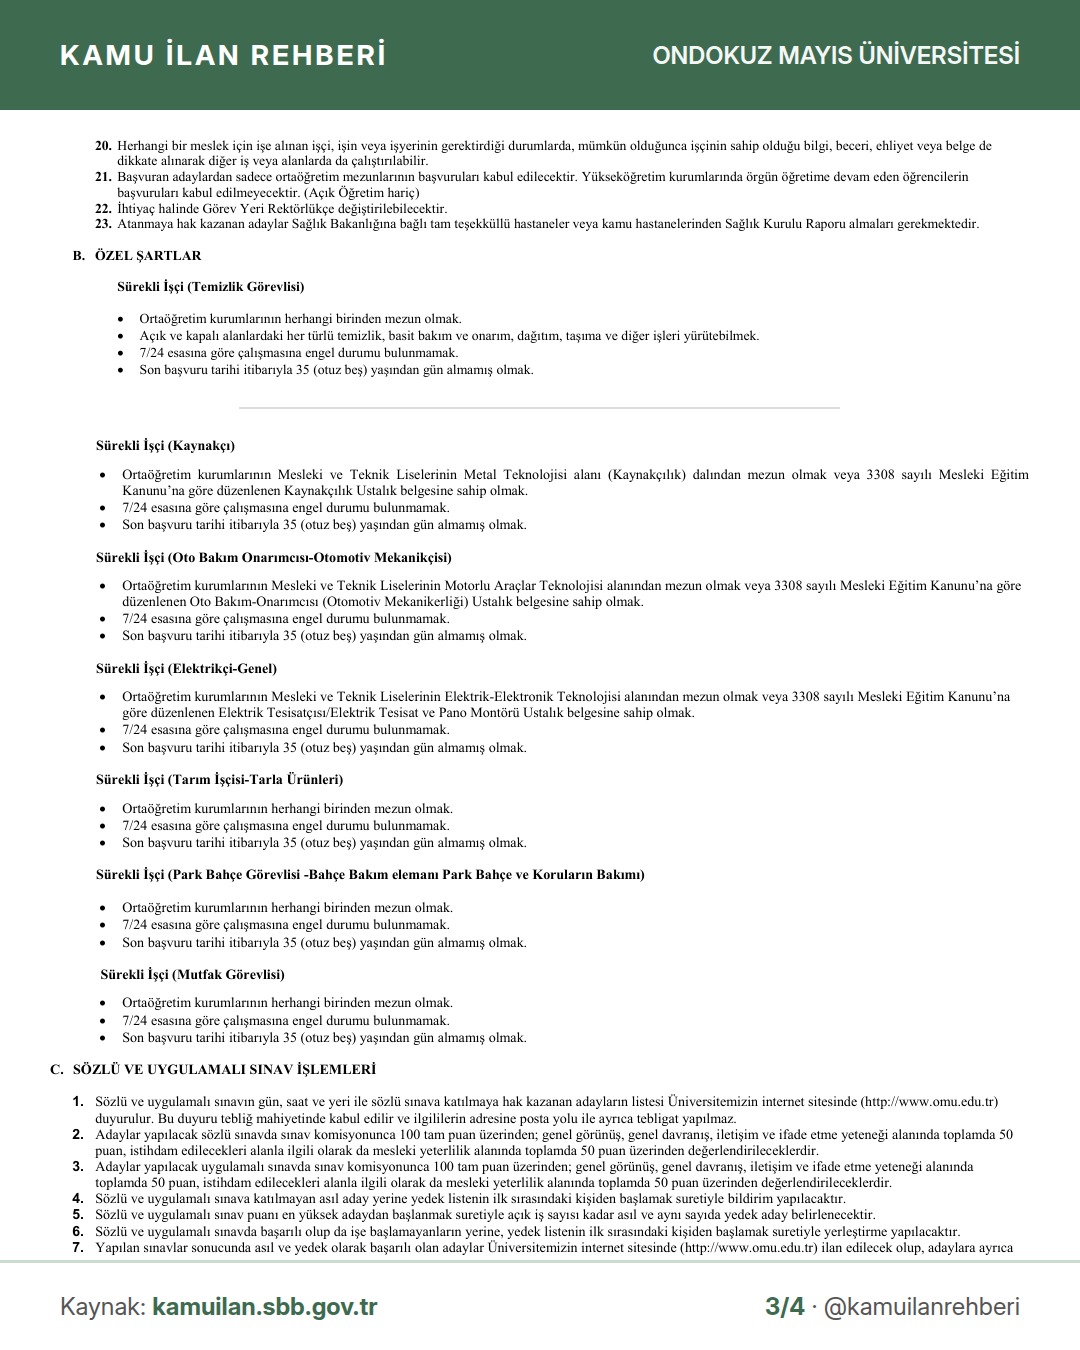 KAMU İLAN REHBERİ
ONDOKUZ MAYIS ÜNİVERSİTESİ
20. Herhangi bir meslek için işe alınan işçi, işin veya işyerinin gerektirdiği durumlarda, mümkün olduğunca işçinin sahip olduğu bilgi, beceri, ehliyet veya belge de
dikkate alınarak diğer iş veya alanlarda da çalıştırılabilir.
21. Başvuran adaylardan sadece ortaöğretim mezunlarının başvuruları kabul edilecektir. Yükseköğretim kurumlarında örgün öğretime devam eden öğrencilerin
başvuruları kabul edilmeyecektir. (Açık Öğretim hariç)
22. İhtiyaç halinde Görev Yeri Rektörlükçe değiştirilebilecektir.
23. Atanmaya hak kazanan adaylar Sağlık Bakanlığına bağlı tam teşekküllü hastaneler veya kamu hastanelerinden Sağlık Kurulu Raporu almaları gerekmektedir.
B. ÖZEL ŞARTLAR
Sürekli İşçi (Temizlik Görevlisi)
• Ortaöğretim kurumlarının herhangi birinden mezun olmak.
• Açık ve kapalı alanlardaki her türlü temizlik, basit bakım ve onarım, dağıtım, taşıma ve diğer işleri yürütebilmek.
• 7/24 esasına göre çalışmasına engel durumu bulunmamak.
• Son başvuru tarihi itibarıyla 35 (otuz beş) yaşından gün almamış olmak.
Sürekli İşçi (Kaynakçı)
• Ortaöğretim kurumlarının Mesleki ve Teknik Liselerinin Metal Teknolojisi alanı (Kaynakçılık) dalından mezun olmak veya 3308 sayılı Mesleki Eğitim
Kanunu’na göre düzenlenen Kaynakçılık Ustalık belgesine sahip olmak.
• 7/24 esasına göre çalışmasına engel durumu bulunmamak.
• Son başvuru tarihi itibarıyla 35 (otuz beş) yaşından gün almamış olmak.
Sürekli İşçi (Oto Bakım Onarımcısı-Otomotiv Mekanikçisi)
• Ortaöğretim kurumlarının Mesleki ve Teknik Liselerinin Motorlu Araçlar Teknolojisi alanından mezun olmak veya 3308 sayılı Mesleki Eğitim Kanunu’na göre
düzenlenen Oto Bakım-Onarımcısı (Otomotiv Mekanikerliği) Ustalık belgesine sahip olmak.
• 7/24 esasına göre çalışmasına engel durumu bulunmamak.
• Son başvuru tarihi itibarıyla 35 (otuz beş) yaşından gün almamış olmak.
Sürekli İşçi (Elektrikçi-Genel)
• Ortaöğretim kurumlarının Mesleki ve Teknik Liselerinin Elektrik-Elektronik Teknolojisi alanından mezun olmak veya 3308 sayılı Mesleki Eğitim Kanunu’na
göre düzenlenen Elektrik Tesisatçısı/Elektrik Tesisat ve Pano Montörü Ustalık belgesine sahip olmak.
• 7/24 esasına göre çalışmasına engel durumu bulunmamak.
• Son başvuru tarihi itibarıyla 35 (otuz beş) yaşından gün almamış olmak.
Sürekli İşçi (Tarım İşçisi-Tarla Ürünleri)
• Ortaöğretim kurumlarının herhangi birinden mezun olmak.
• 7/24 esasına göre çalışmasına engel durumu bulunmamak.
• Son başvuru tarihi itibarıyla 35 (otuz beş) yaşından gün almamış olmak.
Sürekli İşçi (Park Bahçe Görevlisi -Bahçe Bakım elemanı Park Bahçe ve Koruların Bakımı)
• Ortaöğretim kurumlarının herhangi birinden mezun olmak.
• 7/24 esasına göre çalışmasına engel durumu bulunmamak.
• Son başvuru tarihi itibarıyla 35 (otuz beş) yaşından gün almamış olmak.
Sürekli İşçi (Mutfak Görevlisi)
• Ortaöğretim kurumlarının herhangi birinden mezun olmak.
• 7/24 esasına göre çalışmasına engel durumu bulunmamak.
• Son başvuru tarihi itibarıyla 35 (otuz beş) yaşından gün almamış olmak.
C. SÖZLÜ VE UYGULAMALI SINAV İŞLEMLERİ
1. Sözlü ve uygulamalı sınavın gün, saat ve yeri ile sözlü sınava katılmaya hak kazanan adayların listesi Üniversitemizin internet sitesinde (http://www.omu.edu.tr)
duyurulur. Bu duyuru tebliğ mahiyetinde kabul edilir ve ilgililerin adresine posta yolu ile ayrıca tebligat yapılmaz.
2. Adaylar yapılacak sözlü sınavda sınav komisyonunca 100 tam puan üzerinden; genel görünüş, genel davranış, iletişim ve ifade etme yeteneği alanında toplamda 50
puan, istihdam edilecekleri alanla ilgili olarak da mesleki yeterlilik alanında toplamda 50 puan üzerinden değerlendirileceklerdir.
3. Adaylar yapılacak uygulamalı sınavda sınav komisyonunca 100 tam puan üzerinden; genel görünüş, genel davranış, iletişim ve ifade etme yeteneği alanında
toplamda 50 puan, istihdam edilecekleri alanla ilgili olarak da mesleki yeterlilik alanında toplamda 50 puan üzerinden değerlendirileceklerdir.
4. Sözlü ve uygulamalı sınava katılmayan asıl aday yerine yedek listenin ilk sırasındaki kişiden başlamak suretiyle bildirim yapılacaktır.
5. Sözlü ve uygulamalı sınav puanı en yüksek adaydan başlanmak suretiyle açık iş sayısı kadar asıl ve aynı sayıda yedek aday belirlenecektir.
6. Sözlü ve uygulamalı sınavda başarılı olup da işe başlamayanların yerine, yedek listenin ilk sırasındaki kişiden başlamak suretiyle yerleştirme yapılacaktır.
7. Yapılan sınavlar sonucunda asıl ve yedek olarak başarılı olan adaylar Üniversitemizin internet sitesinde (http://www.omu.edu.tr) ilan edilecek olup, adaylara ayrıca
Kaynak: kamuilan.sbb.gov.tr
3/4 · @kamuilanrehberi